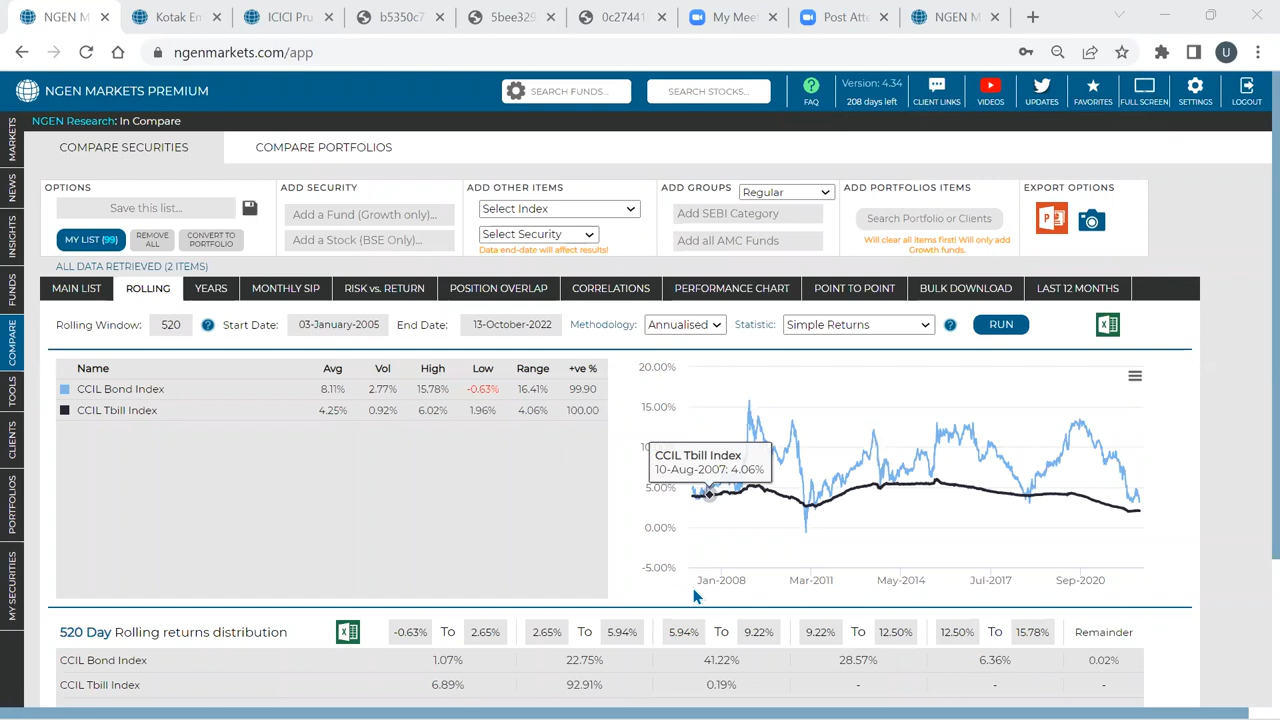 NGEN M
Kotak Em
ICICI Pru
b5350c7
5bee329
0c27441
My Mee
Post Atte
NGEN M
ngenmarkets.com/app
U
NGEN MARKETS PREMIUM
SEARCH FUNDS...
SEARCH STOCKS...
FAQ
Version: 4.34
208 days left
CLIENT LINKS
VIDEOS
UPDATES
FAVORITES
FULL SCREEN
SETTINGS
LOGOUT
NGEN Research: In Compare
MARKETS
NEWS
INSIGHTS
FUNDS
COMPARE
TOOLS
CLIENTS
PORTFOLIOS
MY SECURITIES
COMPARE SECURITIES
COMPARE PORTFOLIOS
OPTIONS
Save this list...
MY LIST (99)
REMOVE ALL
CONVERT TO PORTFOLIO
ADD SECURITY
Add a Fund (Growth only)...
Add a Stock (BSE Only)...
ADD OTHER ITEMS
Select Index
Select Security
Data end-date will affect results!
ADD GROUPS
Regular
Add SEBI Category
Add all AMC Funds
ADD PORTFOLIOS ITEMS
Search Portfolio or Clients
Will clear all items first! Will only add
Growth funds.
EXPORT OPTIONS
P
ALL DATA RETRIEVED (2 ITEMS)
MAIN LIST
ROLLING
YEARS
MONTHLY SIP
RISK vs. RETURN
POSITION OVERLAP
CORRELATIONS
PERFORMANCE CHART
POINT TO POINT
BULK DOWNLOAD
LAST 12 MONTHS
Rolling Window: 520 Start Date: 03-January-2005 End Date: 13-October-2022 Methodology: Annualised Statistic: Simple Returns RUN
Name Avg Vol High Low Range +ve %
CCIL Bond Index 8.11% 2.77% 15.78% -0.63% 16.41% 99.90
CCIL Tbill Index 4.25% 0.92% 6.02% 1.96% 4.06% 100.00
20.00%
15.00%
5.00%
0.00%
-5.00%
CCIL Tbill Index
10-Aug-2007: 4.06%
Jan-2008 Mar-2011 May-2014 Jul-2017 Sep-2020
520 Day Rolling returns distribution -0.63% To 2.65% 2.65% To 5.94% 5.94% To 9.22% 9.22% To 12.50% 12.50% To 15.78% Remainder
CCIL Bond Index 1.07% 22.75% 41.22% 28.57% 6.36% 0.02%
CCIL Tbill Index 6.89% 92.91% 0.19% - - -